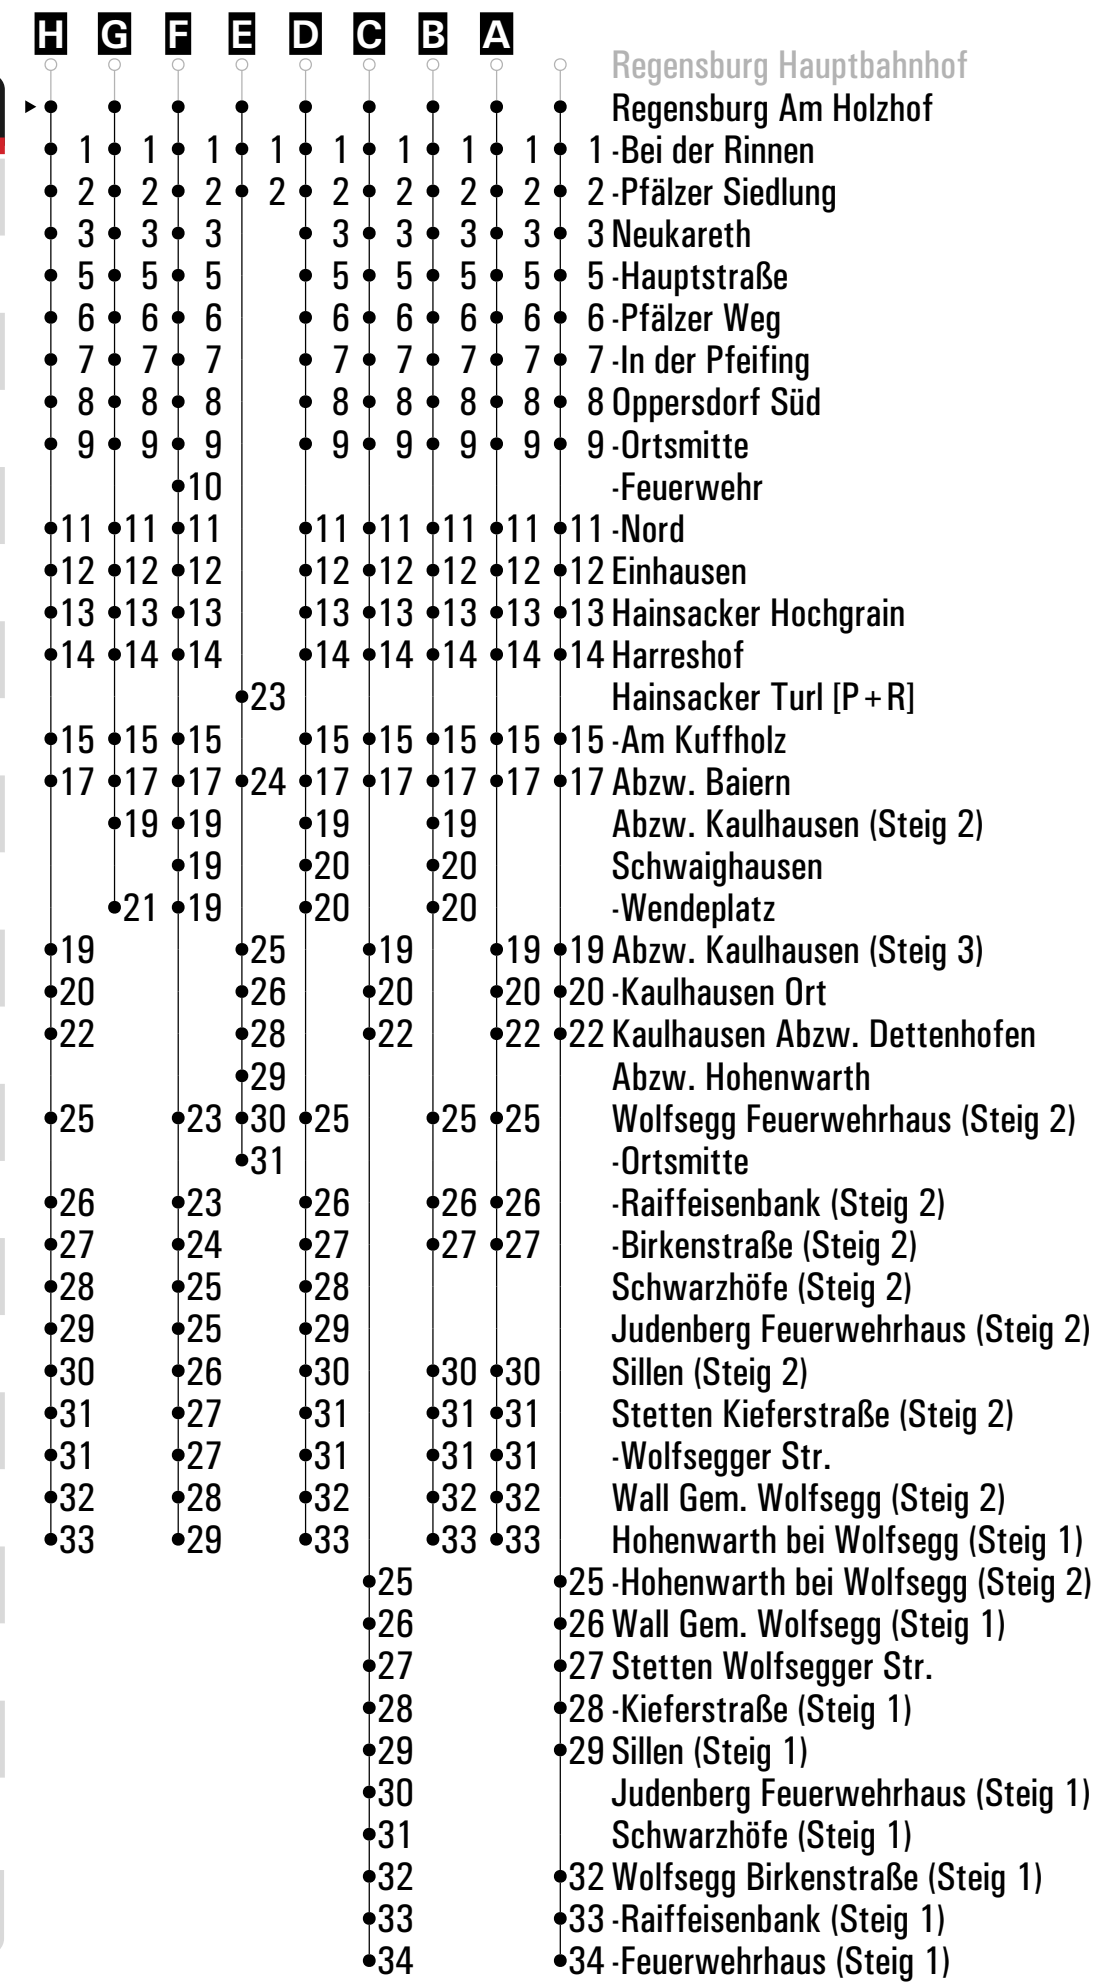 H G F E D C B A
Regensburg Hauptbahnhof
Regensburg Am Holzhof
1 1 1 1 1 1 1 1 1 -Bei der Rinnen
2 2 2 2 2 2 2 2 2 -Pfälzer Siedlung
3 3 3 3 3 3 3 3 Neukareth
5 5 5 5 5 5 5 5 -Hauptstraße
6 6 6 6 6 6 6 6 -Pfälzer Weg
7 7 7 7 7 7 7 7 -In der Pfeifing
8 8 8 8 8 8 8 8 Oppersdorf Süd
9 9 9 9 9 9 9 9 -Ortsmitte
10 -Feuerwehr
11 11 11 11 11 11 11 11 -Nord
12 12 12 12 12 12 12 12 Einhausen
13 13 13 13 13 13 13 13 Hainsacker Hochgrain
14 14 14 14 14 14 14 14 Harreshof
23 Hainsacker Turl [P+R]
15 15 15 15 15 15 15 15 -Am Kuffholz
17 17 17 24 17 17 17 17 17 Abzw. Baiern
19 19 19 19 Abzw. Kaulhausen (Steig 2)
19 20 20 Schwaighausen
21 19 20 20 -Wendeplatz
19 25 19 19 19 Abzw. Kaulhausen (Steig 3)
20 26 20 20 20 -Kaulhausen Ort
22 28 22 22 22 Kaulhausen Abzw. Dettenhofen
29 Abzw. Hohenwarth
25 23 30 25 25 25 Wolfsegg Feuerwehrhaus (Steig 2)
31 -Ortsmitte
26 23 26 26 26 -Raiffeisenbank (Steig 2)
27 24 27 27 27 -Birkenstraße (Steig 2)
28 25 28 Schwarzhöfe (Steig 2)
29 25 29 Judenberg Feuerwehrhaus (Steig 2)
30 26 30 30 30 Sillen (Steig 2)
31 27 31 31 31 Stetten Kieferstraße (Steig 2)
31 27 31 31 31 -Wolfsegger Str.
32 28 32 32 32 Wall Gem. Wolfsegg (Steig 2)
33 29 33 33 33 Hohenwarth bei Wolfsegg (Steig 1)
25 25 -Hohenwarth bei Wolfsegg (Steig 2)
26 26 Wall Gem. Wolfsegg (Steig 1)
27 27 Stetten Wolfsegger Str.
28 28 -Kieferstraße (Steig 1)
29 29 Sillen (Steig 1)
30 Judenberg Feuerwehrhaus (Steig 1)
31 Schwarzhöfe (Steig 1)
32 32 Wolfsegg Birkenstraße (Steig 1)
33 33 -Raiffeisenbank (Steig 1)
34 34 -Feuerwehrhaus (Steig 1)